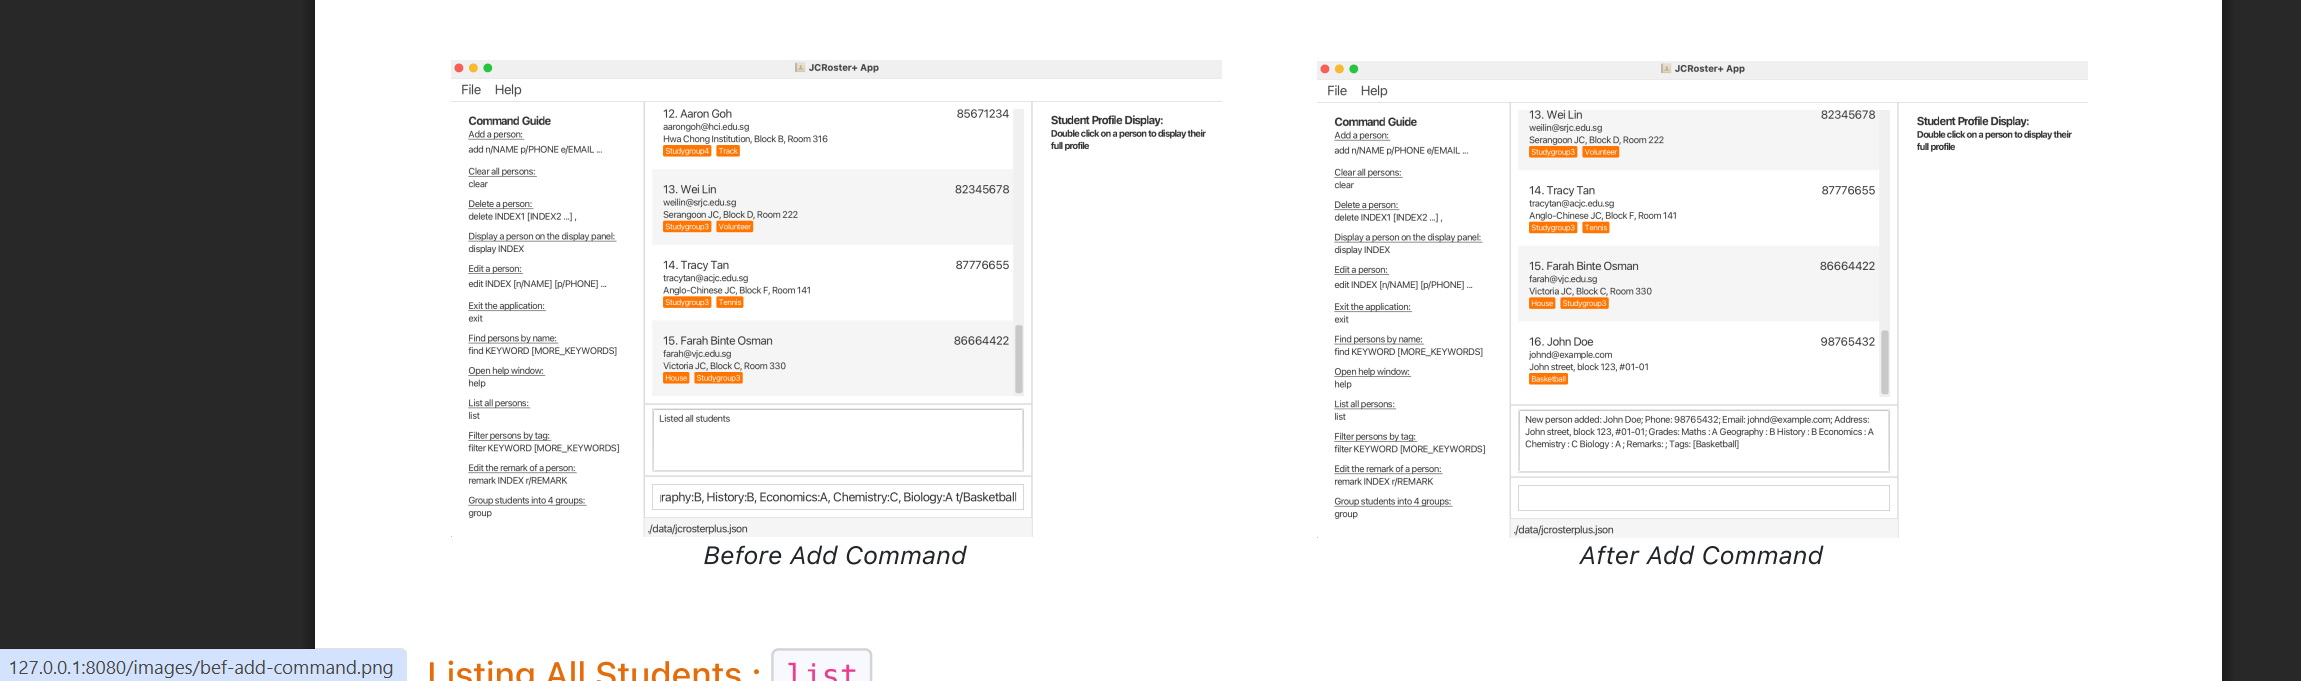 JCRoster+ App
File Help
Command Guide
Add a person:
add n/NAME p/PHONE e/EMAIL ...
Clear all persons:
clear
Delete a person:
delete INDEX1 [INDEX2 ...] ,
Display a person on the display panel:
display INDEX
Edit a person:
edit INDEX [n/NAME] [p/PHONE] ...
Exit the application:
exit
Find persons by name:
find KEYWORD [MORE_KEYWORDS]
Open help window:
help
List all persons:
list
Filter persons by tag:
filter KEYWORD [MORE_KEYWORDS]
Edit the remark of a person:
remark INDEX r/REMARK
Group students into 4 groups:
group
12. Aaron Goh 85671234
aarongoh@hci.edu.sg
Hwa Chong Institution, Block B, Room 316
Studygroup4 Track
13. Wei Lin 82345678
weilin@srjc.edu.sg
Serangoon JC, Block D, Room 222
Studygroup3 Volunteer
14. Tracy Tan 87776655
tracytan@acjc.edu.sg
Anglo-Chinese JC, Block F, Room 141
Studygroup3 Tennis
15. Farah Binte Osman 86664422
farah@vjc.edu.sg
Victoria JC, Block C, Room 330
House Studygroup3
Listed all students
raphy:B, History:B, Economics:A, Chemistry:C, Biology:A t/Basketball
./data/jcrosterplus.json
Student Profile Display:
Double click on a person to display their
full profile
Before Add Command
JCRoster+ App
File Help
Command Guide
Add a person:
add n/NAME p/PHONE e/EMAIL ...
Clear all persons:
clear
Delete a person:
delete INDEX1 [INDEX2 ...] ,
Display a person on the display panel:
display INDEX
Edit a person:
edit INDEX [n/NAME] [p/PHONE] ...
Exit the application:
exit
Find persons by name:
find KEYWORD [MORE_KEYWORDS]
Open help window:
help
List all persons:
list
Filter persons by tag:
filter KEYWORD [MORE_KEYWORDS]
Edit the remark of a person:
remark INDEX r/REMARK
Group students into 4 groups:
group
13. Wei Lin 82345678
weilin@srjc.edu.sg
Serangoon JC, Block D, Room 222
Studygroup3 Volunteer
14. Tracy Tan 87776655
tracytan@acjc.edu.sg
Anglo-Chinese JC, Block F, Room 141
Studygroup3 Tennis
15. Farah Binte Osman 86664422
farah@vjc.edu.sg
Victoria JC, Block C, Room 330
House Studygroup3
16. John Doe 98765432
johnd@example.com
John street, block 123, #01-01
Basketball
New person added: John Doe; Phone: 98765432; Email: johnd@example.com; Address:
John street, block 123, #01-01; Grades: Maths : A Geography : B History : B Economics : A
Chemistry : C Biology : A ; Remarks: ; Tags: [Basketball]
./data/jcrosterplus.json
Student Profile Display:
Double click on a person to display their
full profile
After Add Command
Listing All Students : list
127.0.0.1:8080/images/bef-add-command.png